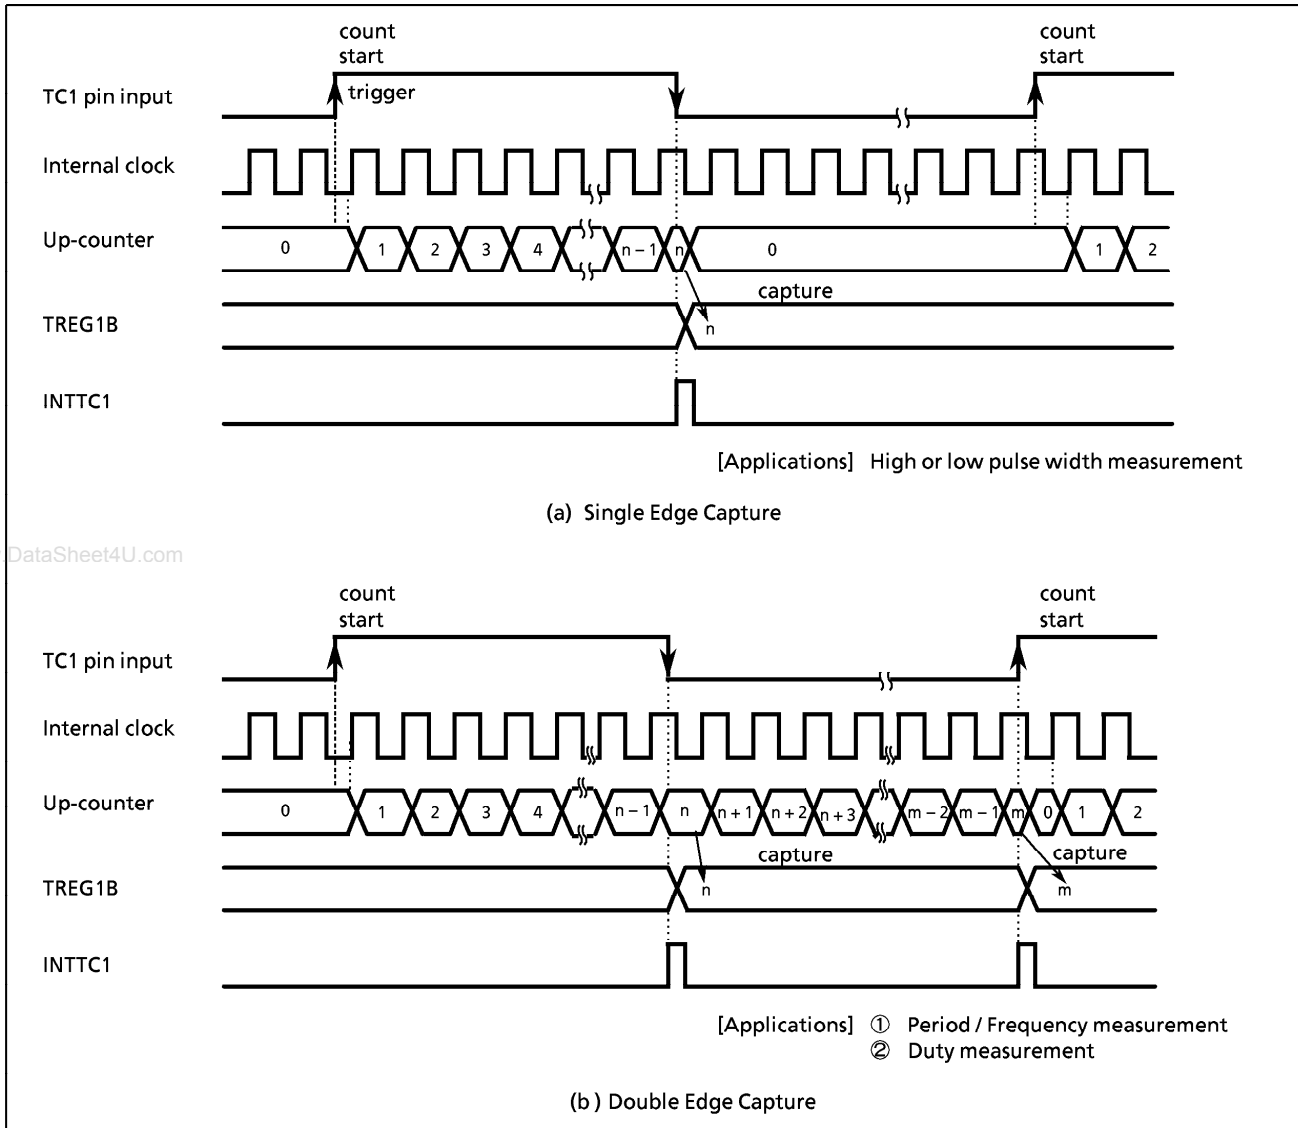 count
start
count
start
TC1 pin input
trigger
Internal clock
Up-counter
0 1 2 3 4 n – 1 n 0 1 2
capture
TREG1B
n
INTTC1
[Applications] High or low pulse width measurement
(a) Single Edge Capture
.DataSheet4U.com
count
start
count
start
TC1 pin input
Internal clock
Up-counter
0 1 2 3 4 n – 1 n n + 1 n + 2 n + 3 m – 2 m – 1 m 0 1 2
capture
capture
TREG1B
n
m
INTTC1
[Applications] ① Period / Frequency measurement
② Duty measurement
(b ) Double Edge Capture